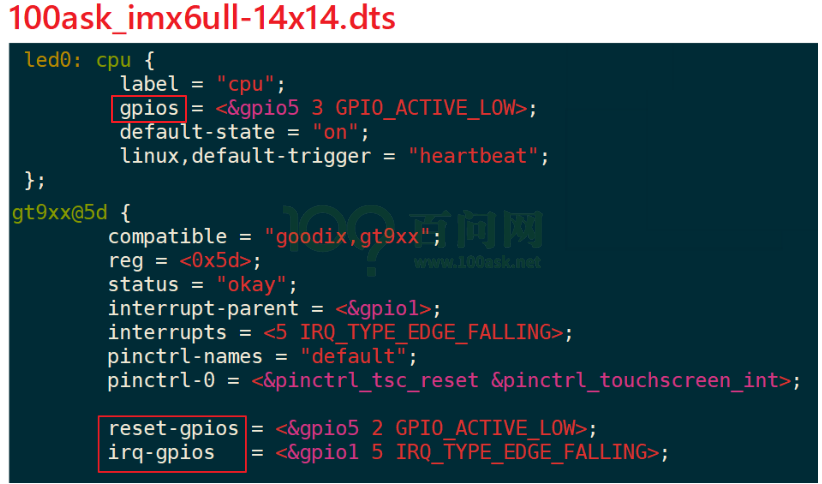 100ask_imx6ull-14x14.dts
led0: cpu {
label = "cpu";
gpios = <&gpio5 3 GPIO_ACTIVE_LOW>;
default-state = "on";
linux,default-trigger = "heartbeat";
};
gt9xx@5d {
100?百问网
compatible = "goodix,gt9xx";
reg = <0x5d>;
www.100ask.net
status = "okay";
interrupt-parent = <&gpio1>;
interrupts = <5 IRQ_TYPE_EDGE_FALLING>;
pinctrl-names = "default";
pinctrl-0 = <&pinctrl_tsc_reset &pinctrl_touchscreen_int>;
reset-gpios = <&gpio5 2 GPIO_ACTIVE_LOW>;
irq-gpios = <&gpio1 5 IRQ_TYPE_EDGE_FALLING>;